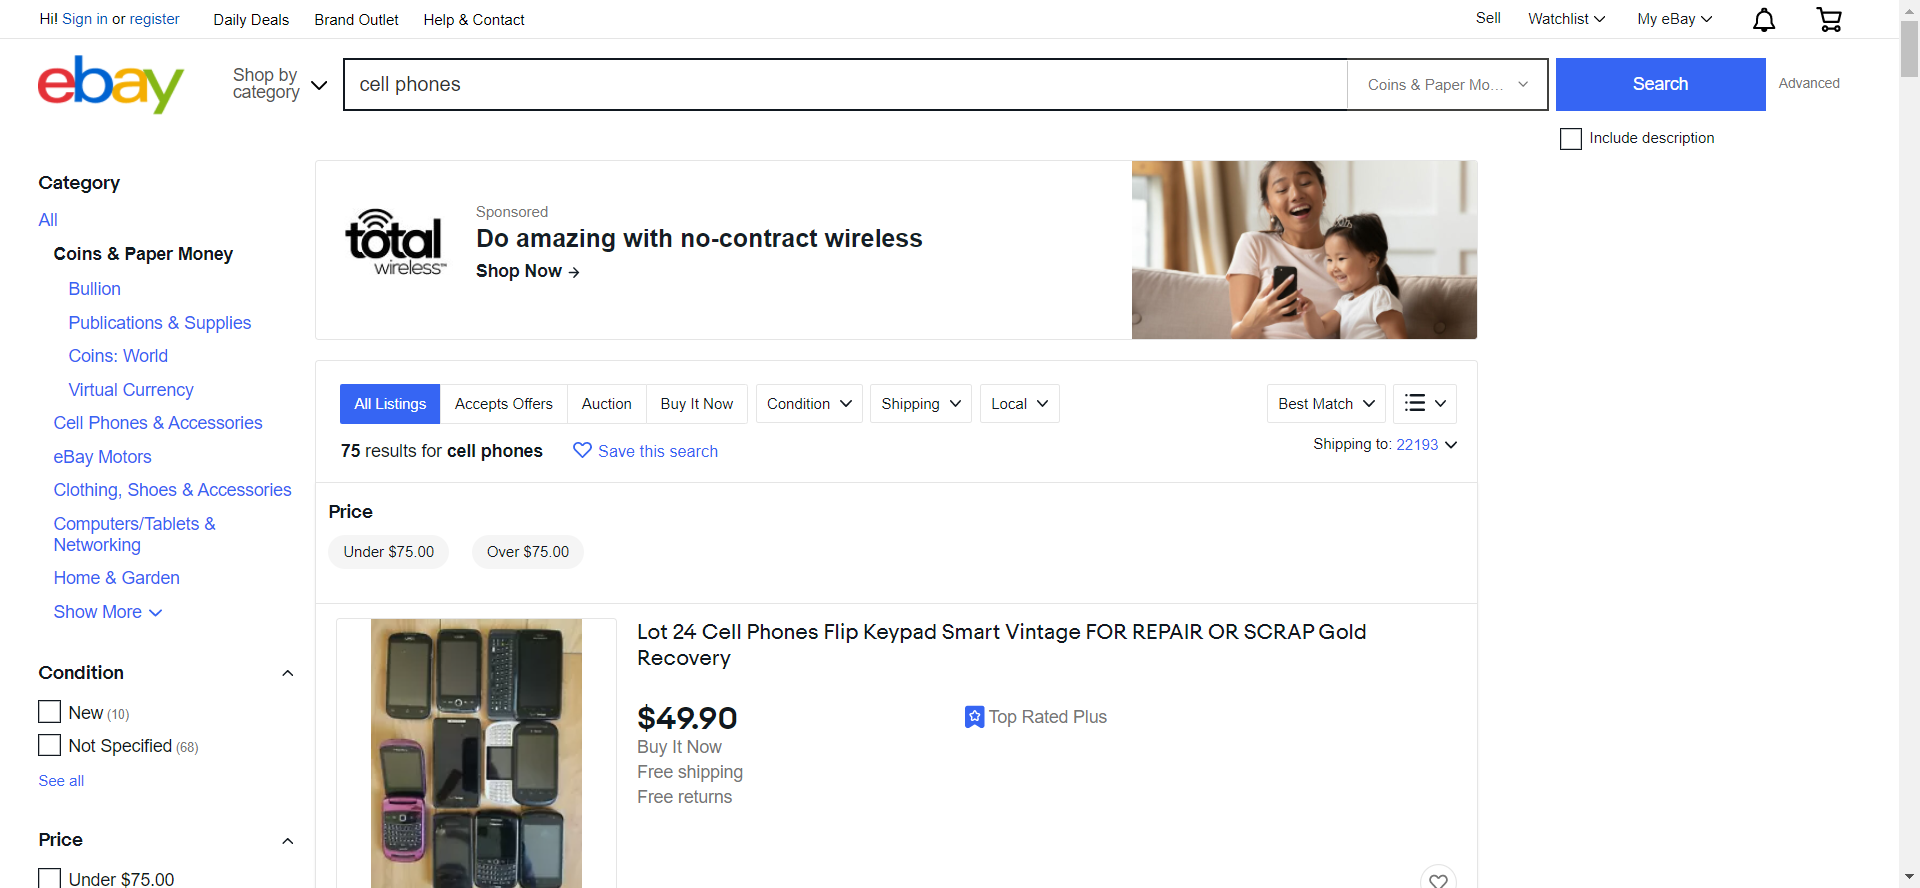 Hi! Sign in or register
Daily Deals
Brand Outlet
Help & Contact
Sell
Watchlist
My eBay
ebay
Shop by
category
cell phones
Coins & Paper Mo...
Search
Advanced
Include description
Category
All
Coins & Paper Money
Bullion
Publications & Supplies
Coins: World
Virtual Currency
Cell Phones & Accessories
eBay Motors
Clothing, Shoes & Accessories
Computers/Tablets &
Networking
Home & Garden
Show More
Condition
New (10)
Not Specified (68)
See all
Price
Under $75.00
total
wireless
Sponsored
Do amazing with no-contract wireless
Shop Now
All Listings
Accepts Offers
Auction
Buy It Now
Condition
Shipping
Local
Best Match
75 results for cell phones
Save this search
Shipping to: 22193
Price
Under $75.00
Over $75.00
Lot 24 Cell Phones Flip Keypad Smart Vintage FOR REPAIR OR SCRAP Gold
Recovery
$49.90
Top Rated Plus
Buy It Now
Free shipping
Free returns